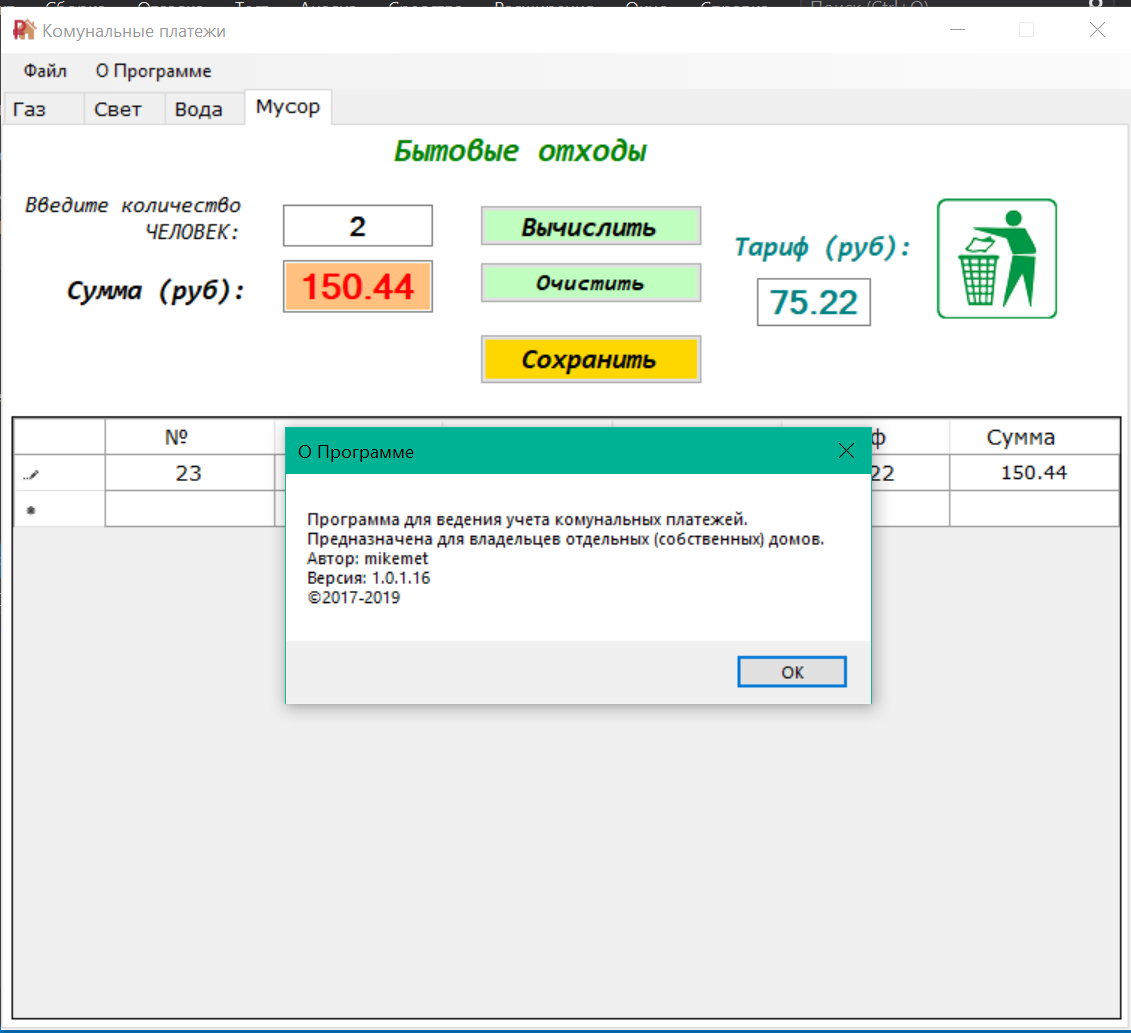 Комунальные платежи
Файл О Программе
Газ Свет Вода Мусор
Бытовые отходы
Введите количество
ЧЕЛОВЕК:
2
Сумма (руб):
150.44
Вычислить
Очистить
Сохранить
Тариф (руб):
75.22
№ Сумма
23 22 150.44
О Программе
Программа для ведения учета комунальных платежей.
Предназначена для владельцев отдельных (собственных) домов.
Автор: mikemet
Версия: 1.0.1.16
©2017-2019
OK